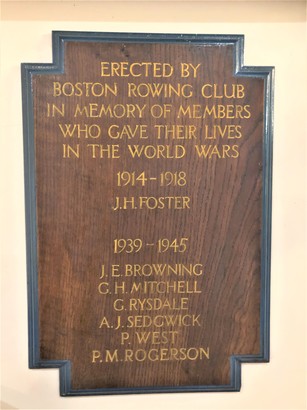 ERECTED BY
BOSTON ROWING CLUB
IN MEMORY OF MEMBERS
WHO GAVE THEIR LIVES
IN THE WORLD WARS
1914-1918
J.H.FOSTER
1939-1945
J.E.BROWNING
G.H.MITCHELL
G.RYSDALE
A.J.SEDGWICK
P.WEST
P.M.ROGERSON